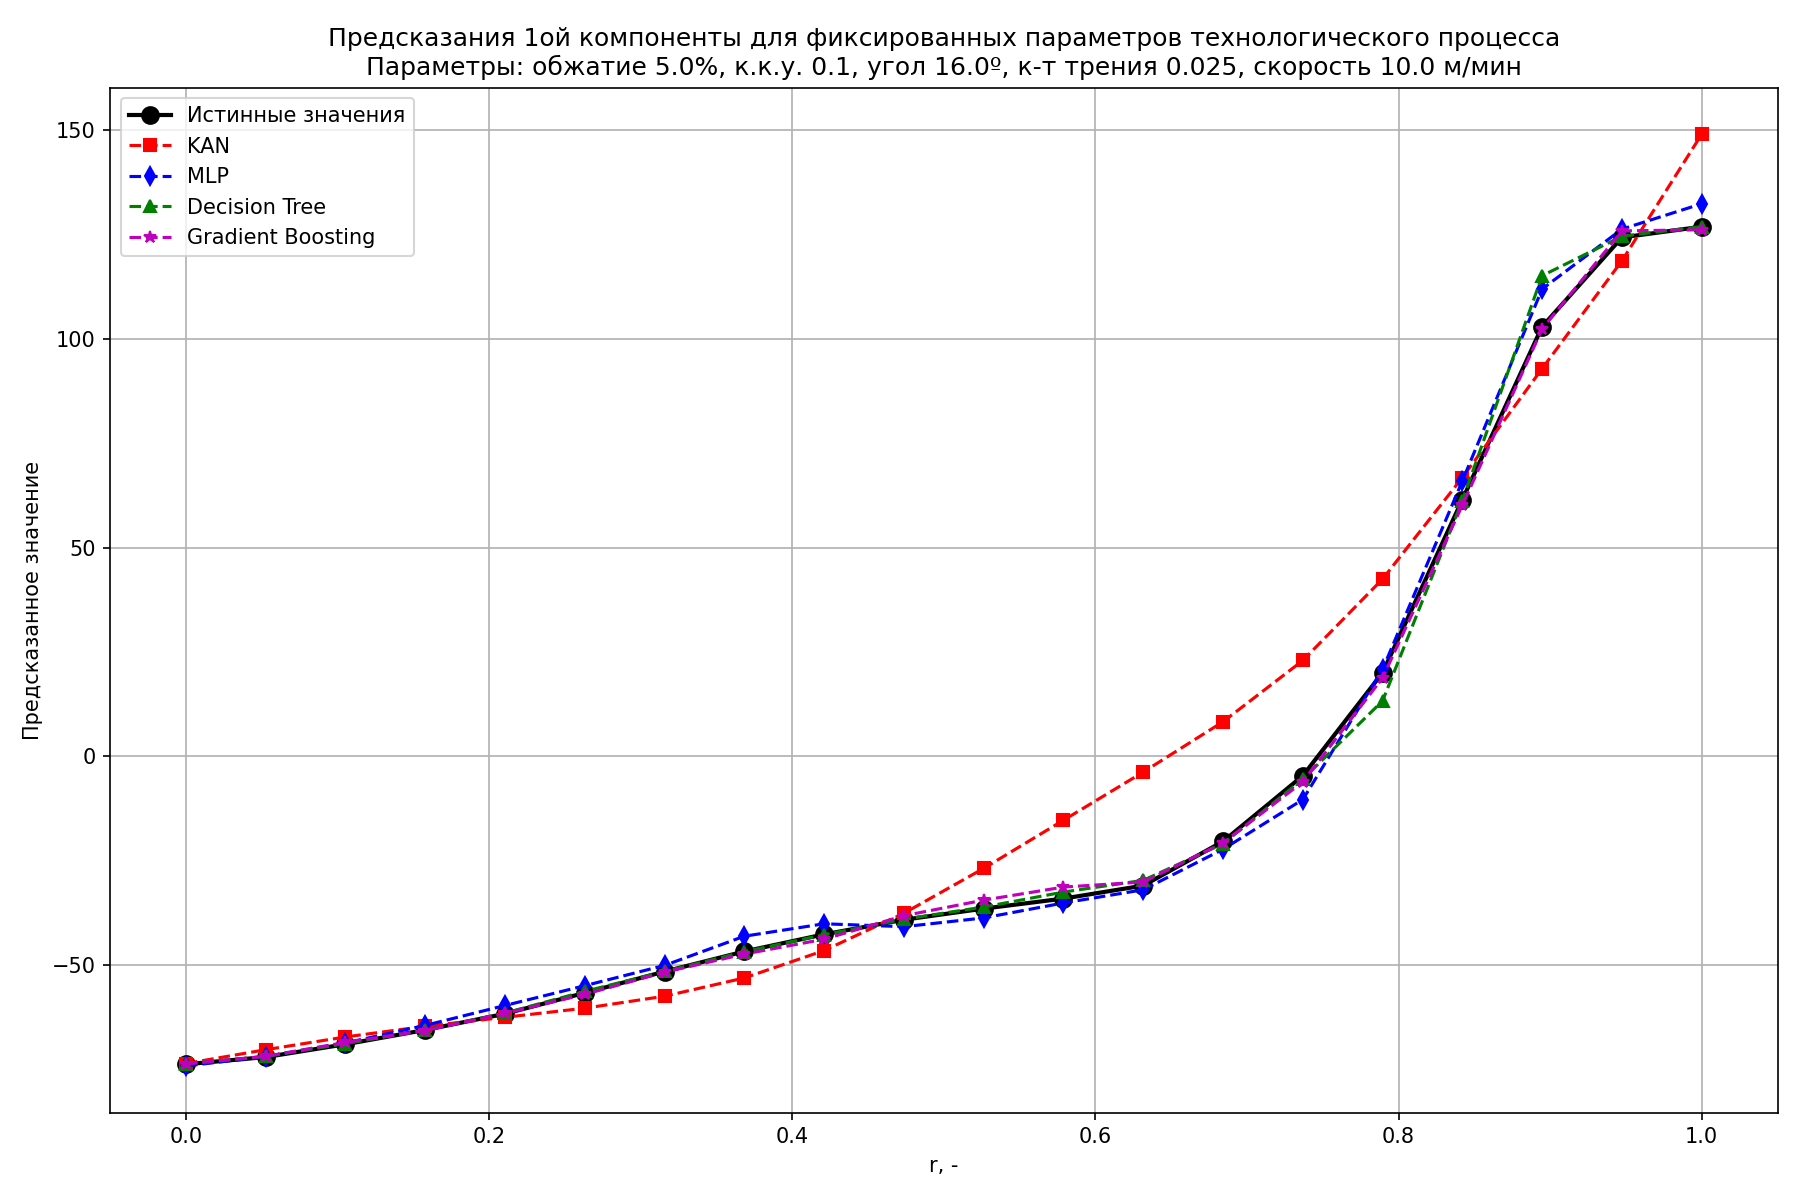 Предсказания 1ой компоненты для фиксированных параметров технологического процесса
Параметры: обжатие 5.0%, к.к.у. 0.1, угол 16.0º, к-т трения 0.025, скорость 10.0 м/мин
Истинные значения
KAN
MLP
Decision Tree
Gradient Boosting
Предсказанное значение
150
100
50
0
−50
0.0 0.2 0.4 0.6 0.8 1.0
r, -